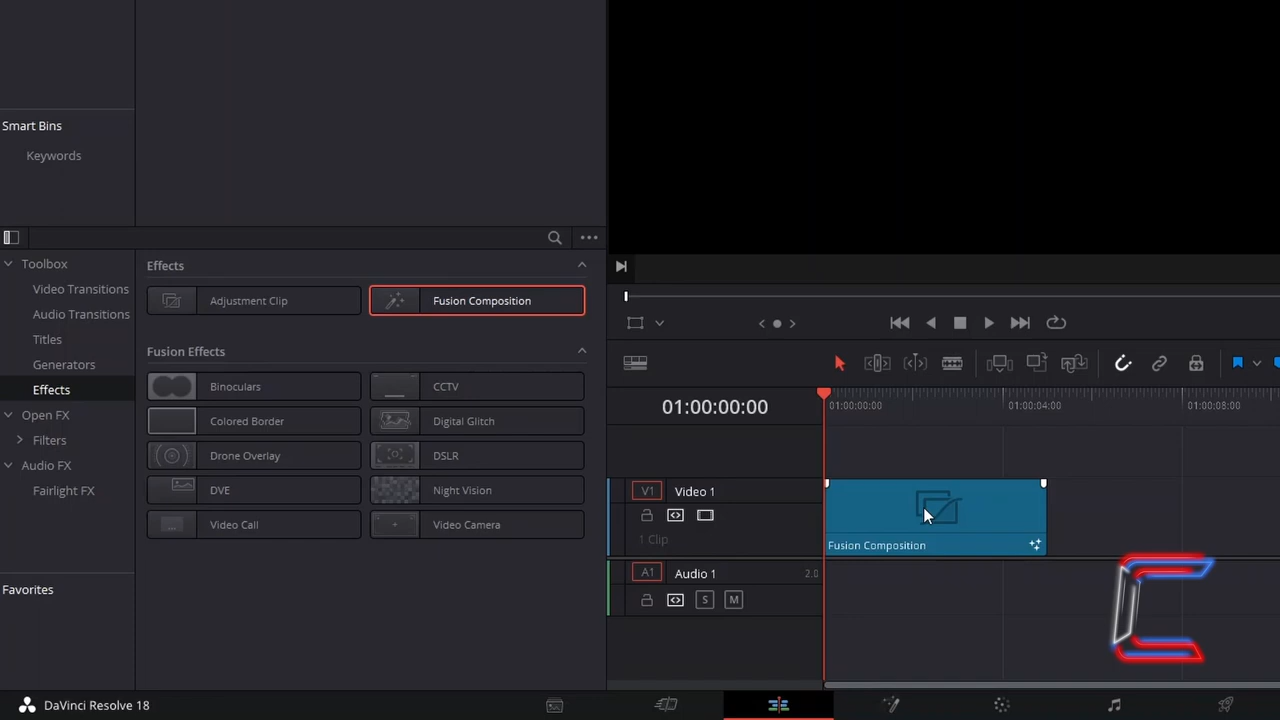 Smart Bins
Keywords
Toolbox
Video Transitions
Audio Transitions
Titles
Generators
Effects
Open FX
Filters
Audio FX
Fairlight FX
Favorites
Effects
Adjustment Clip
Fusion Composition
Fusion Effects
Binoculars
CCTV
Colored Border
Digital Glitch
Drone Overlay
DSLR
DVE
Night Vision
Video Call
Video Camera
01:00:00:00
01:00:00:00
01:00:04:00
01:00:08:00
V1
Video 1
1 Clip
Fusion Composition
A1
Audio 1
2.0
S
M
DaVinci Resolve 18